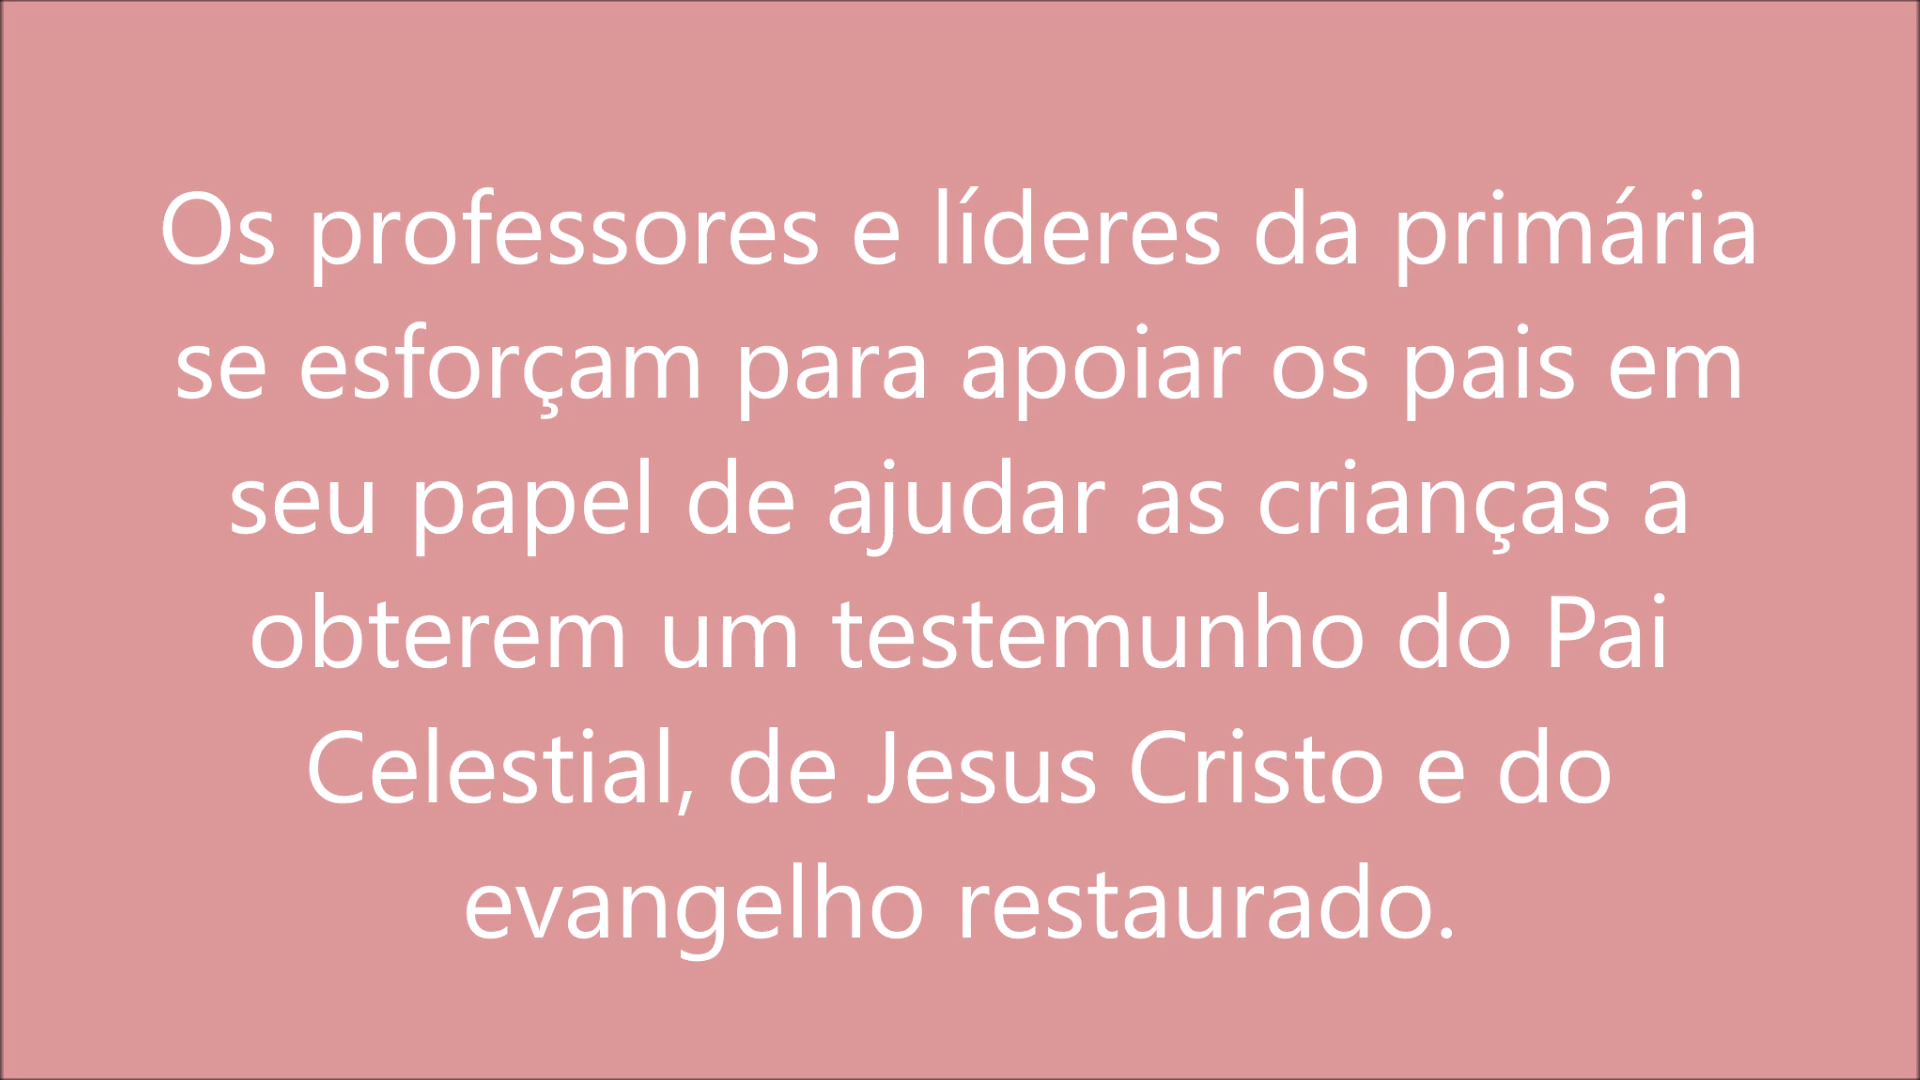 Os professores e líderes da primária
se esforçam para apoiar os pais em
seu papel de ajudar as crianças a
obterem um testemunho do Pai
Celestial, de Jesus Cristo e do
evangelho restaurado.